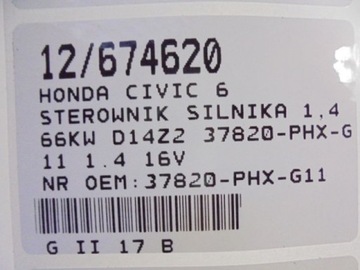 12/674620
HONDA CIVIC 6
STEROWNIK SILNIKA 1,4
66KW D14Z2 37820-PHX-G
11 1.4 16V
NR OEM:37820-PHX-G11
G II 17 B